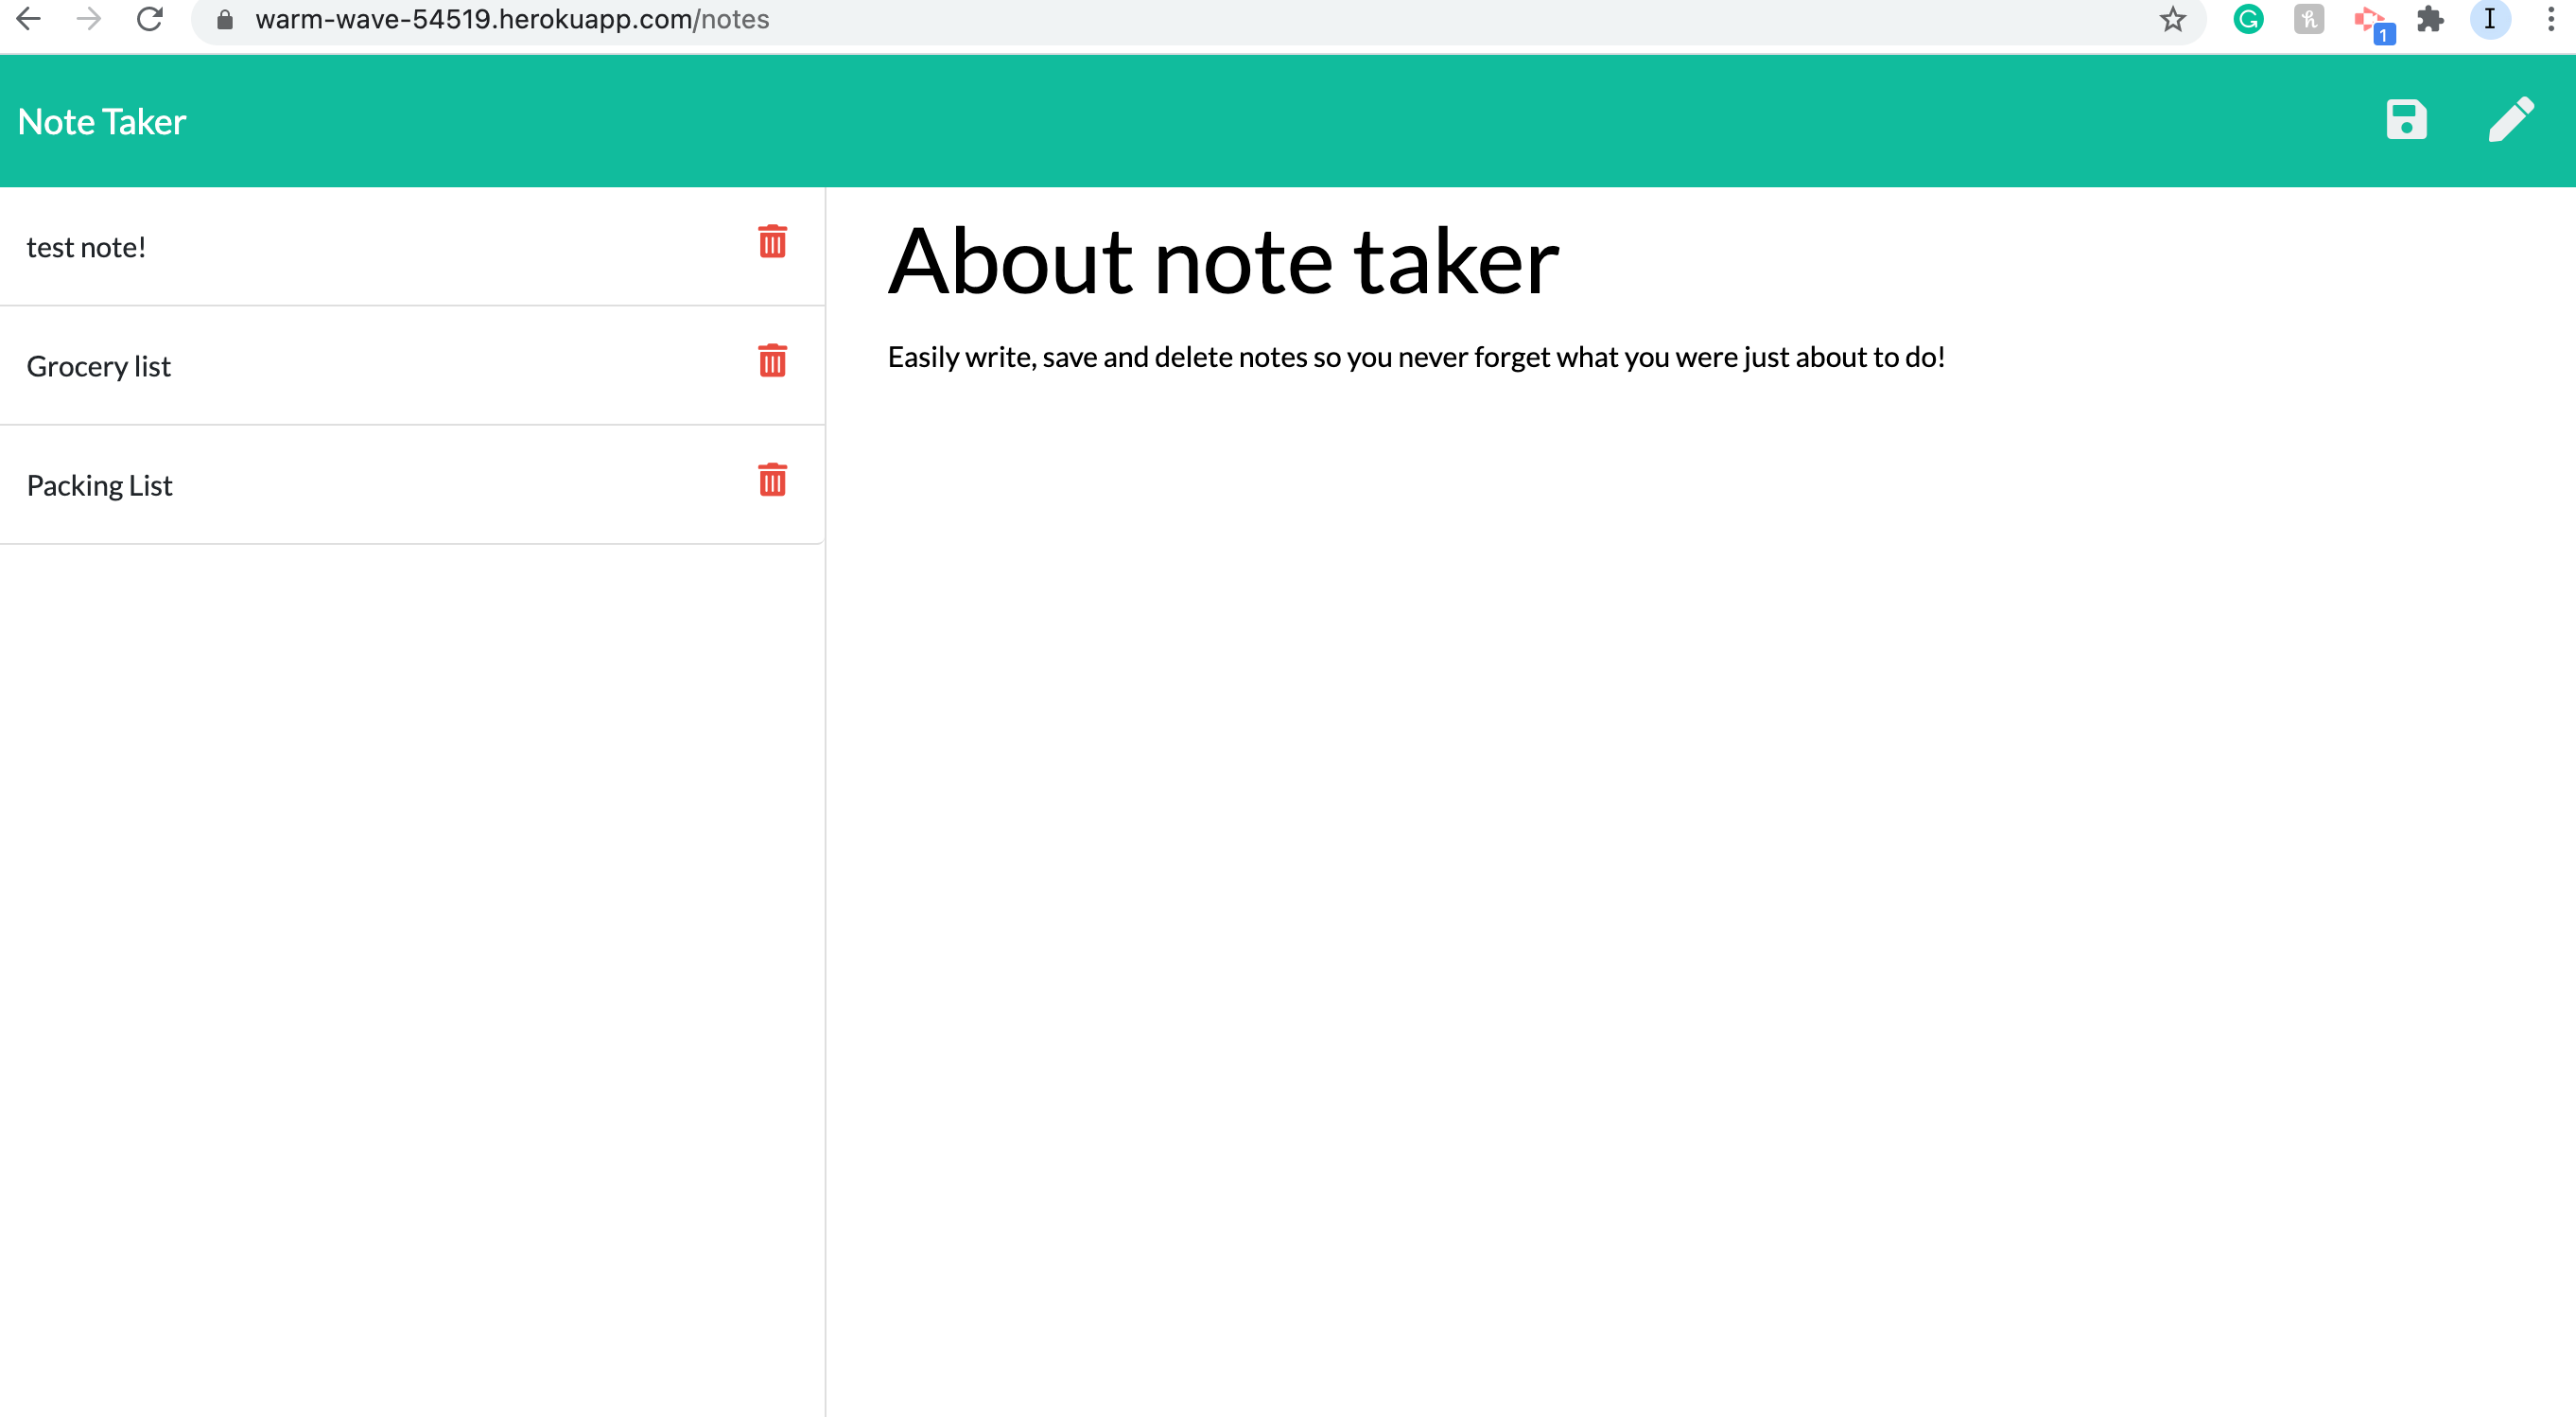 warm-wave-54519.herokuapp.com/notes
1
I
Note Taker
test note!
Grocery list
Packing List
About note taker
Easily write, save and delete notes so you never forget what you were just about to do!